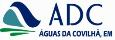 ADC
ÁGUAS DA COVILHÃ, EM